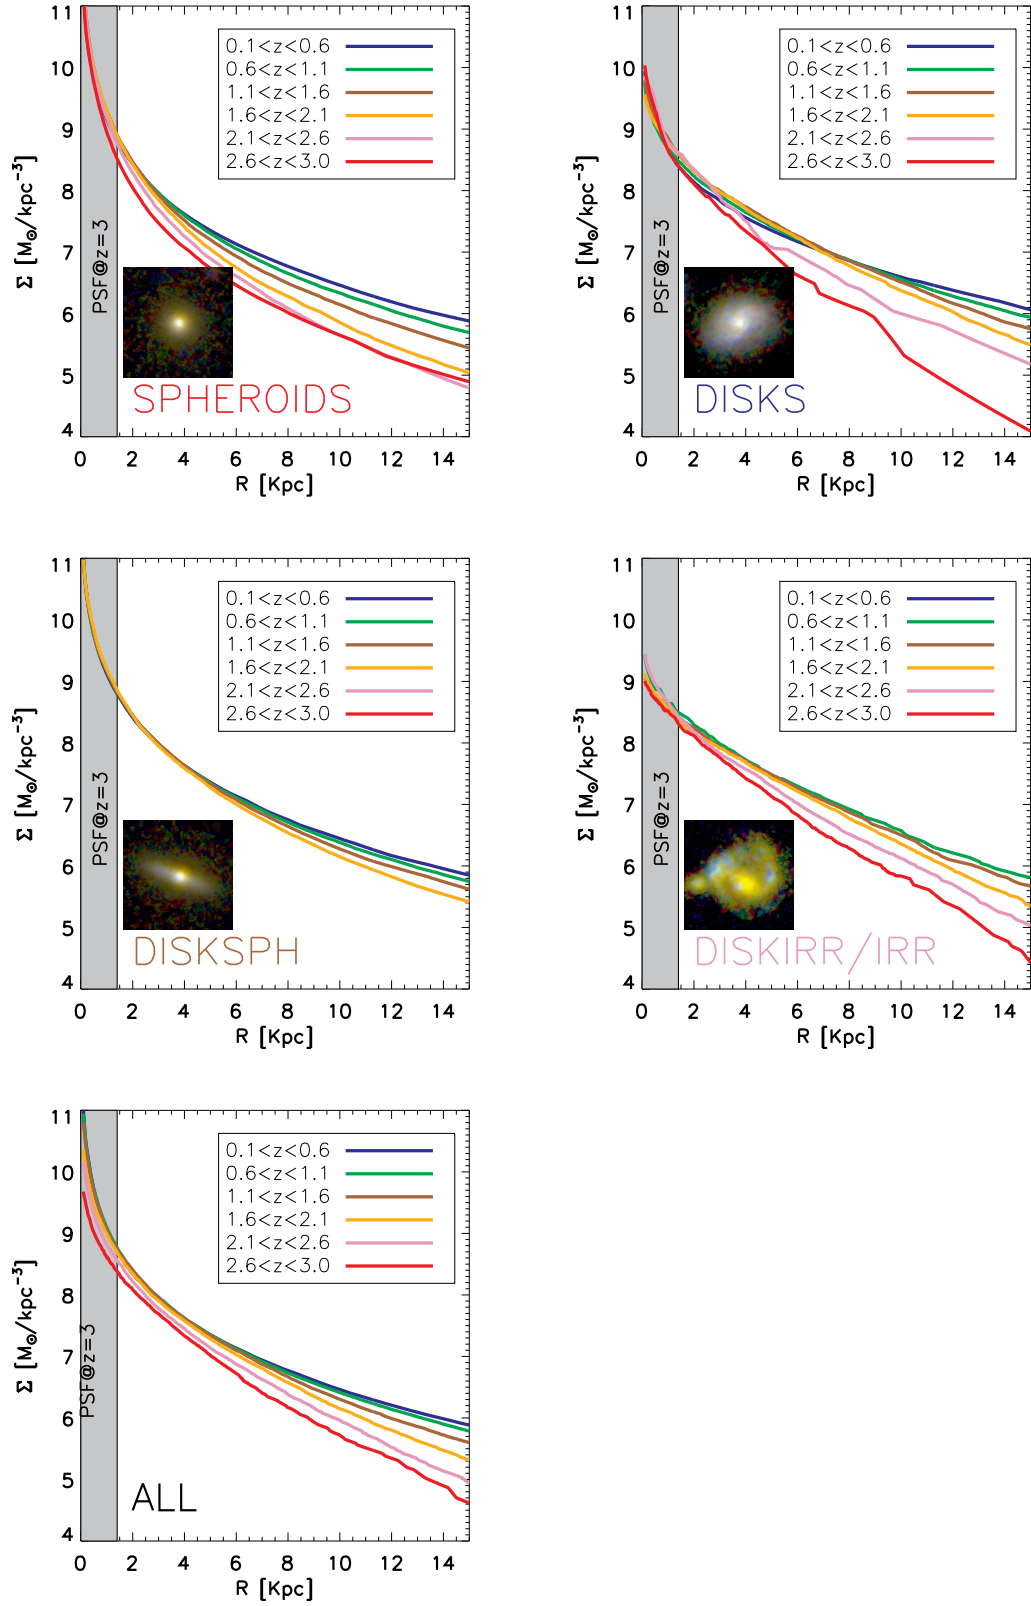 11
10
9
8
7
6
5
4
Σ [M⊙/kpc⁻³]
PSF@z=3
0.1<z<0.6
0.6<z<1.1
1.1<z<1.6
1.6<z<2.1
2.1<z<2.6
2.6<z<3.0
SPHEROIDS
0 2 4 6 8 10 12 14
R [Kpc]
11
10
9
8
7
6
5
4
Σ [M⊙/kpc⁻³]
PSF@z=3
0.1<z<0.6
0.6<z<1.1
1.1<z<1.6
1.6<z<2.1
2.1<z<2.6
2.6<z<3.0
DISKS
0 2 4 6 8 10 12 14
R [Kpc]
11
10
9
8
7
6
5
4
Σ [M⊙/kpc⁻³]
PSF@z=3
0.1<z<0.6
0.6<z<1.1
1.1<z<1.6
1.6<z<2.1
2.1<z<2.6
2.6<z<3.0
DISKSPH
0 2 4 6 8 10 12 14
R [Kpc]
11
10
9
8
7
6
5
4
Σ [M⊙/kpc⁻³]
PSF@z=3
0.1<z<0.6
0.6<z<1.1
1.1<z<1.6
1.6<z<2.1
2.1<z<2.6
2.6<z<3.0
DISKIRR/IRR
0 2 4 6 8 10 12 14
R [Kpc]
11
10
9
8
7
6
5
4
Σ [M⊙/kpc⁻³]
PSF@z=3
0.1<z<0.6
0.6<z<1.1
1.1<z<1.6
1.6<z<2.1
2.1<z<2.6
2.6<z<3.0
ALL
0 2 4 6 8 10 12 14
R [Kpc]